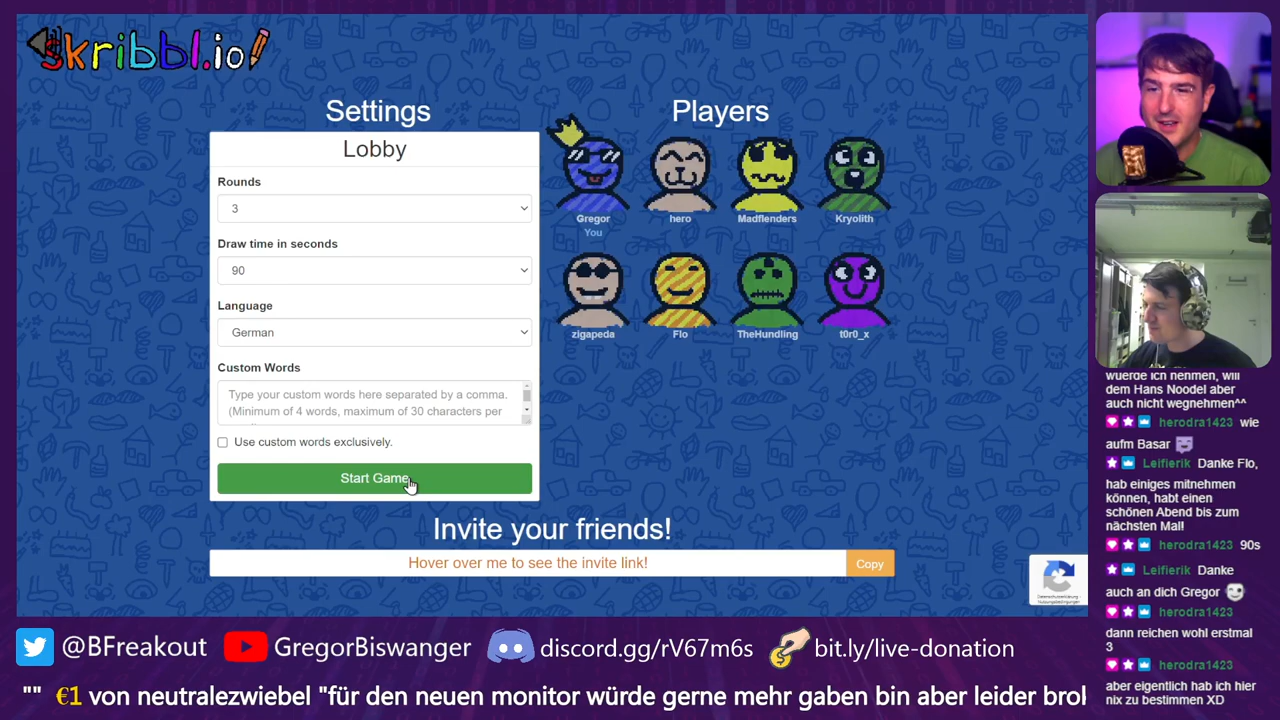 skribbl.io
Settings
Players
Lobby
Rounds
3
Draw time in seconds
90
Language
German
Custom Words
Type your custom words here separated by a comma.
(Minimum of 4 words, maximum of 30 characters per
Use custom words exclusively.
Start Game
Gregor
You
hero
Madflenders
Kryolith
zigapeda
Flo
TheHundling
t0r0_x
Invite your friends!
Hover over me to see the invite link!
Copy
Datenschutzerklärung -
Nutzungsbedingungen
wuerde ich nehmen, will
dem Hans Noodel aber
auch nicht wegnehmen^^
herodra1423 wie
aufm Basar
Leifierik Danke Flo,
hab einiges mitnehmen
können, habt einen
schönen Abend bis zum
nächsten Mal!
herodra1423 90s
Leifierik Danke
auch an dich Gregor
herodra1423
dann reichen wohl erstmal
3
herodra1423
aber eigentlich hab ich hier
nix zu bestimmen XD
@BFreakout
GregorBiswanger
discord.gg/rV67m6s
bit.ly/live-donation
"" €1 von neutralezwiebel "für den neuen monitor würde gerne mehr gaben bin aber leider brok